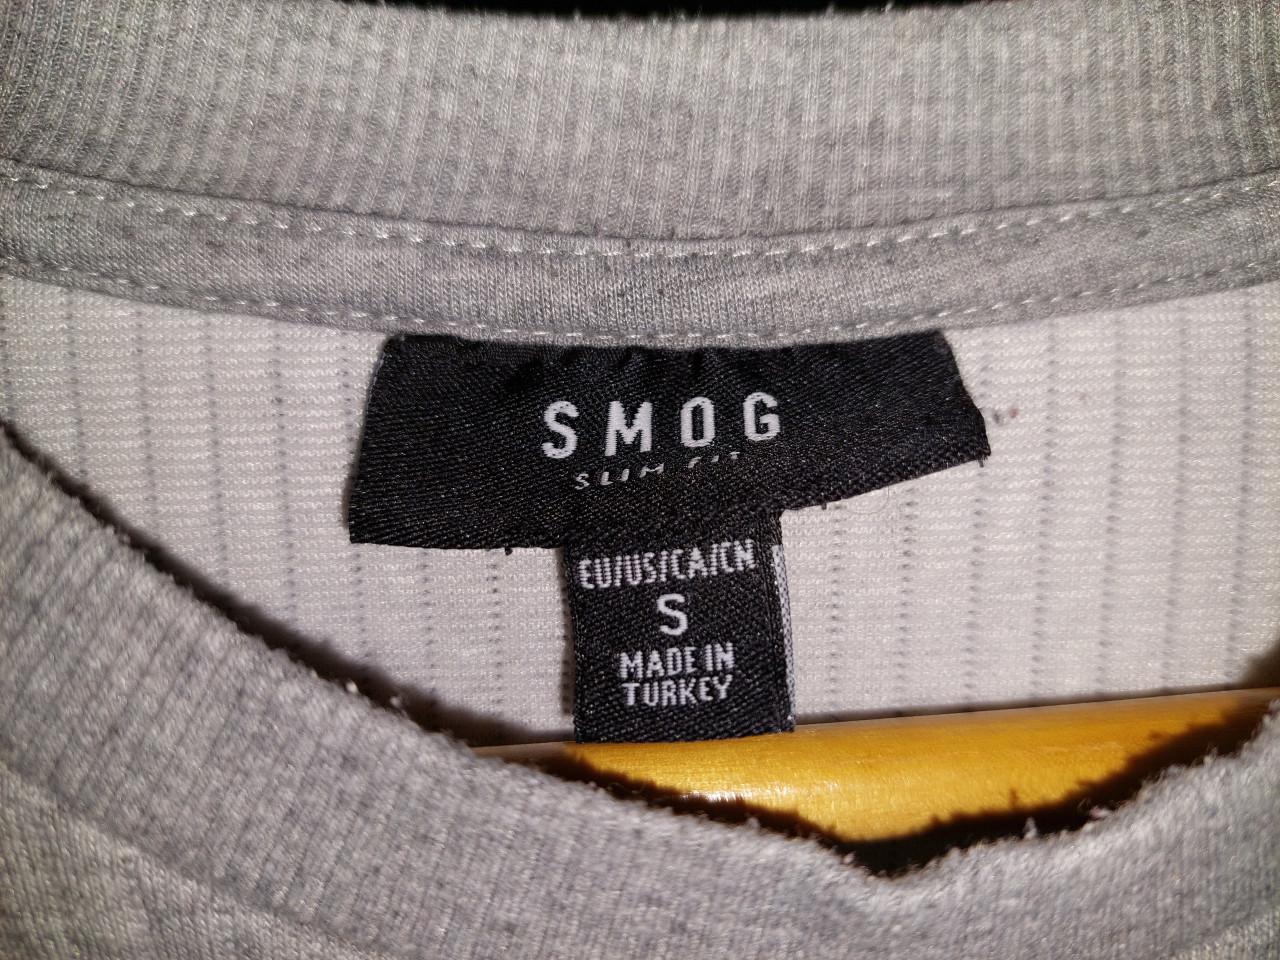 SMOG
SLIM FIT
EU/US/CA/CN
S
MADE IN
TURKEY